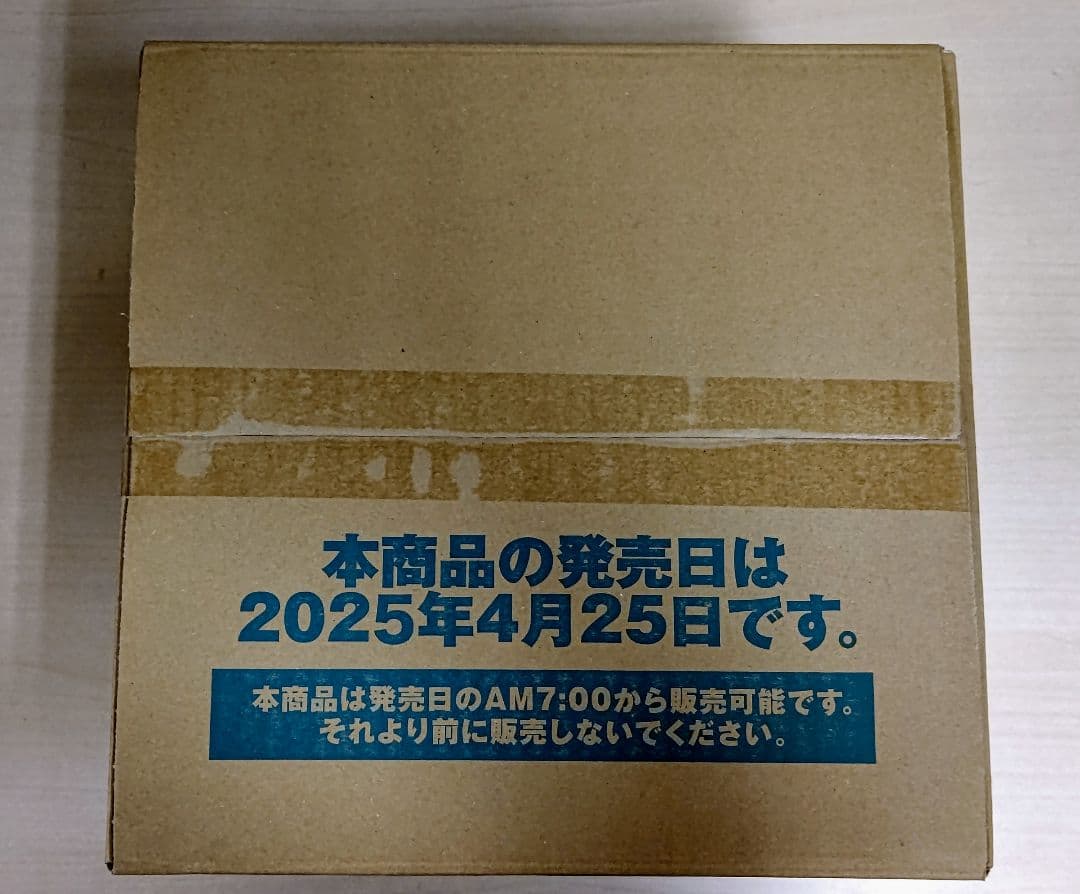 本商品の発売日は
2025年4月25日です。
本商品は発売日のAM7:00から販売可能です。
それより前に販売しないでください。